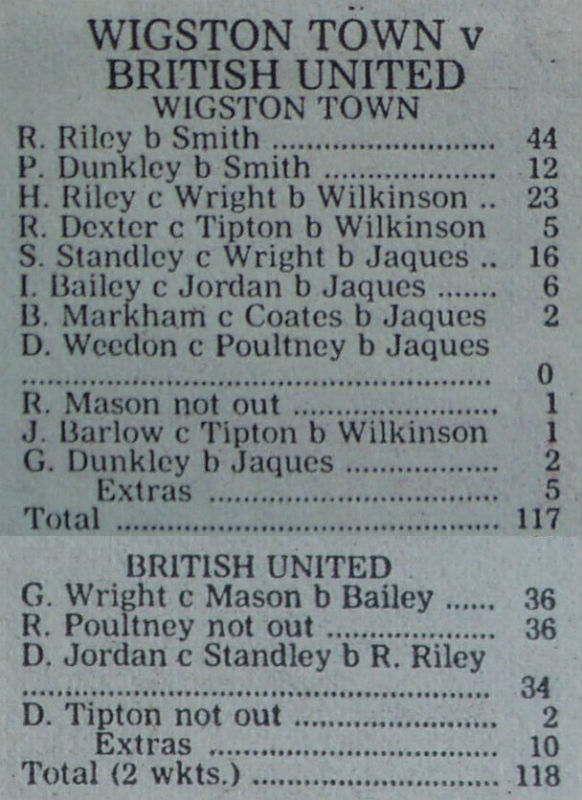 WIGSTON TOWN v
BRITISH UNITED
WIGSTON TOWN
R. Riley b Smith .......................... 44
P. Dunkley b Smith .................... 12
H. Riley c Wright b Wilkinson .. 23
R. Dexter c Tipton b Wilkinson 5
S. Standley c Wright b Jaques .. 16
I. Bailey c Jordan b Jaques ....... 6
B. Markham c Coates b Jaques 2
D. Weedon c Poultney b Jaques
...................................................... 0
R. Mason not out ........................ 1
J. Barlow c Tipton b Wilkinson 1
G. Dunkley b Jaques .................. 2
Extras .................................. 5
Total ............................................. 117
BRITISH UNITED
G. Wright c Mason b Bailey ...... 36
R. Poultney not out .................... 36
D. Jordan c Standley b R. Riley
...................................................... 34
D. Tipton not out ........................ 2
Extras .................................. 10
Total (2 wkts.) ............................. 118